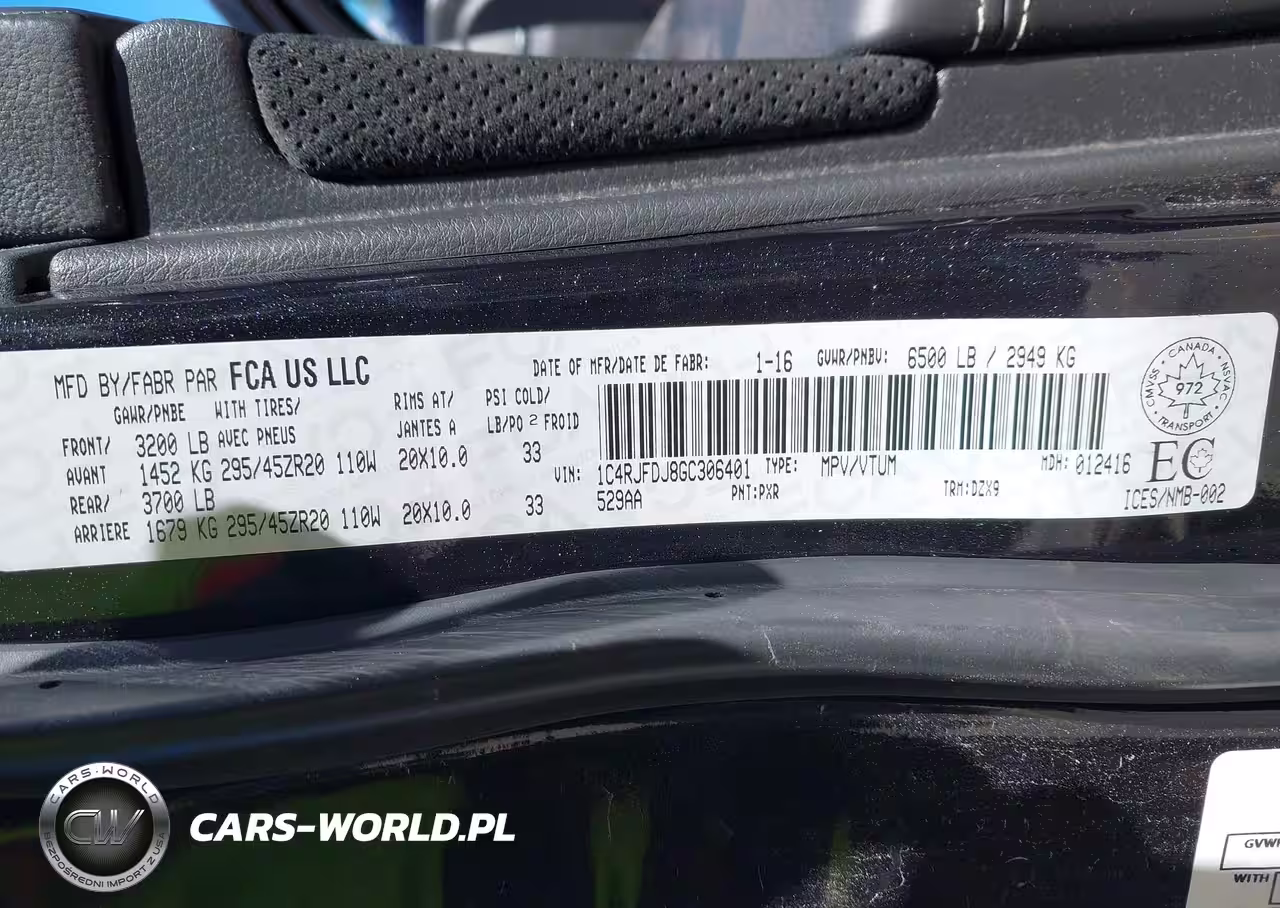 MFD BY/FABR PAR FCA US LLC
DATE OF MFR/DATE DE FABR: 1-16 GVWR/PNBV: 6500 LB / 2949 KG
GAWR/PNBE WITH TIRES/ RIMS AT/ PSI COLD/
AVEC PNEUS JANTES A LB/PO² FROID
FRONT/ 3200 LB
AVANT 1452 KG 295/45ZR20 110W 20X10.0 33
REAR/ 3700 LB
ARRIERE 1679 KG 295/45ZR20 110W 20X10.0 33
VIN: 1C4RJFDJ8GC306401 TYPE: MPV/VTUM MDH: 012416
529AA PNT:PXR TRM:DZX9
CANADA
CMVSS 972 NSVAC
TRANSPORT
EC
ICES/NMB-002
CARS-WORLD
CW
BEZPOŚREDNI IMPORT Z USA
CARS-WORLD.PL
WITH